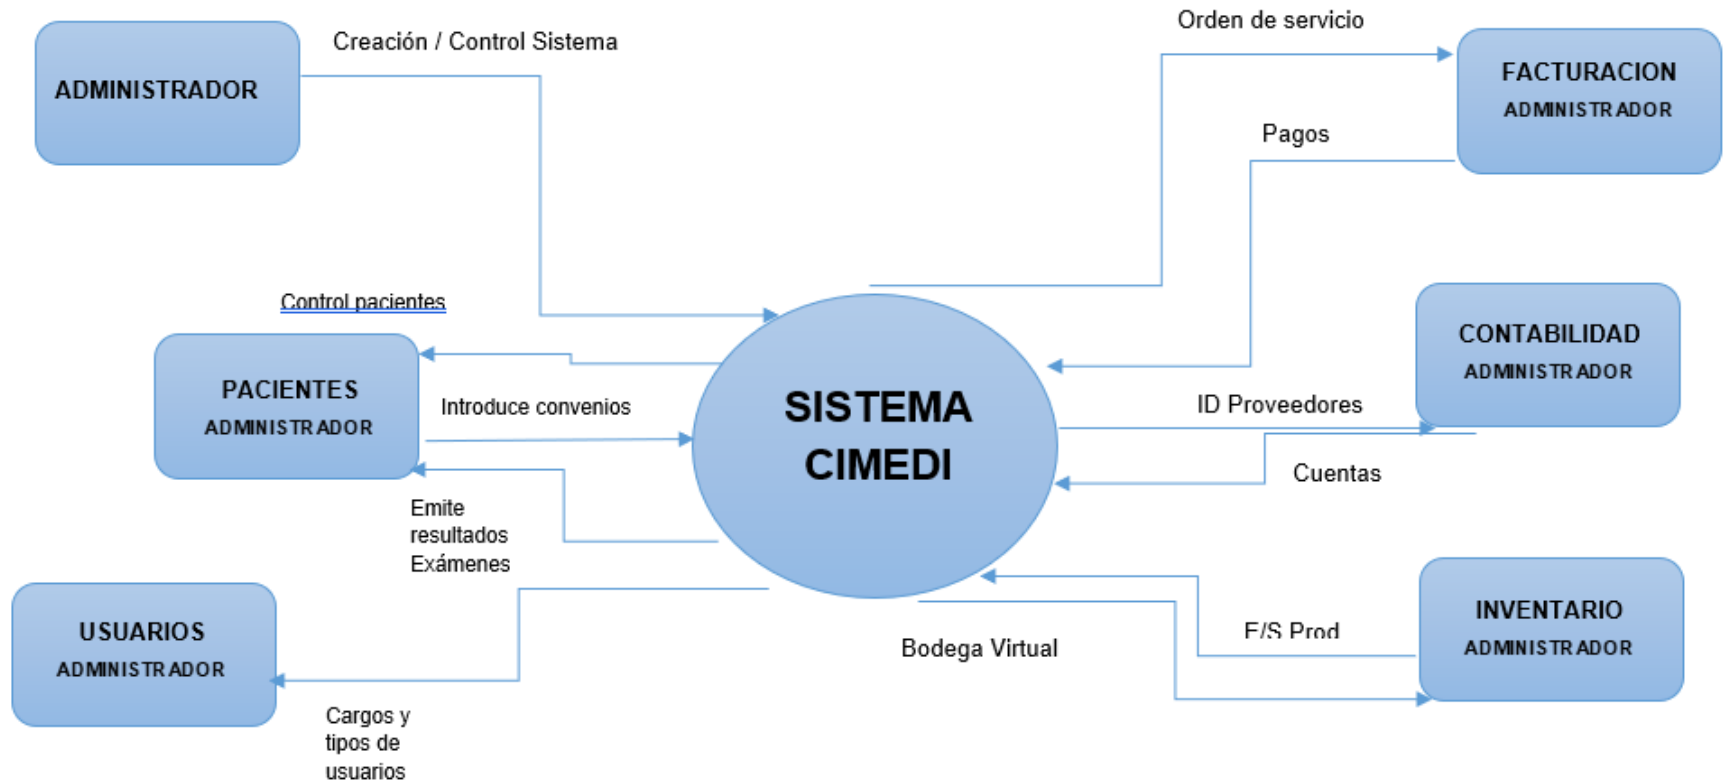 Creación / Control Sistema
ADMINISTRADOR
Orden de servicio
FACTURACION
ADMINISTRADOR
Pagos
Control pacientes
PACIENTES
ADMINISTRADOR
Introduce convenios
SISTEMA
CIMEDI
CONTABILIDAD
ADMINISTRADOR
ID Proveedores
Cuentas
Emite
resultados
Exámenes
USUARIOS
ADMINISTRADOR
Cargos y
tipos de
usuarios
Bodega Virtual
E/S Prod
INVENTARIO
ADMINISTRADOR